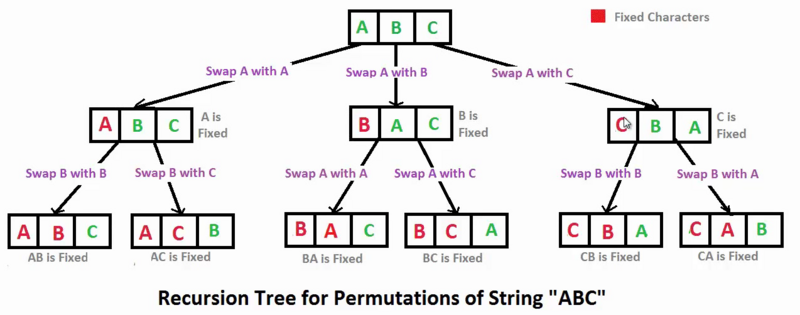 A B C
Fixed Characters
Swap A with A
Swap A with B
Swap A with C
A B C
A is
Fixed
B A C
B is
Fixed
C B A
C is
Fixed
Swap B with B
Swap B with C
Swap A with A
Swap A with C
Swap B with B
Swap B with A
A B C
A C B
B A C
B C A
C B A
C A B
AB is Fixed
AC is Fixed
BA is Fixed
BC is Fixed
CB is Fixed
CA is Fixed
Recursion Tree for Permutations of String "ABC"